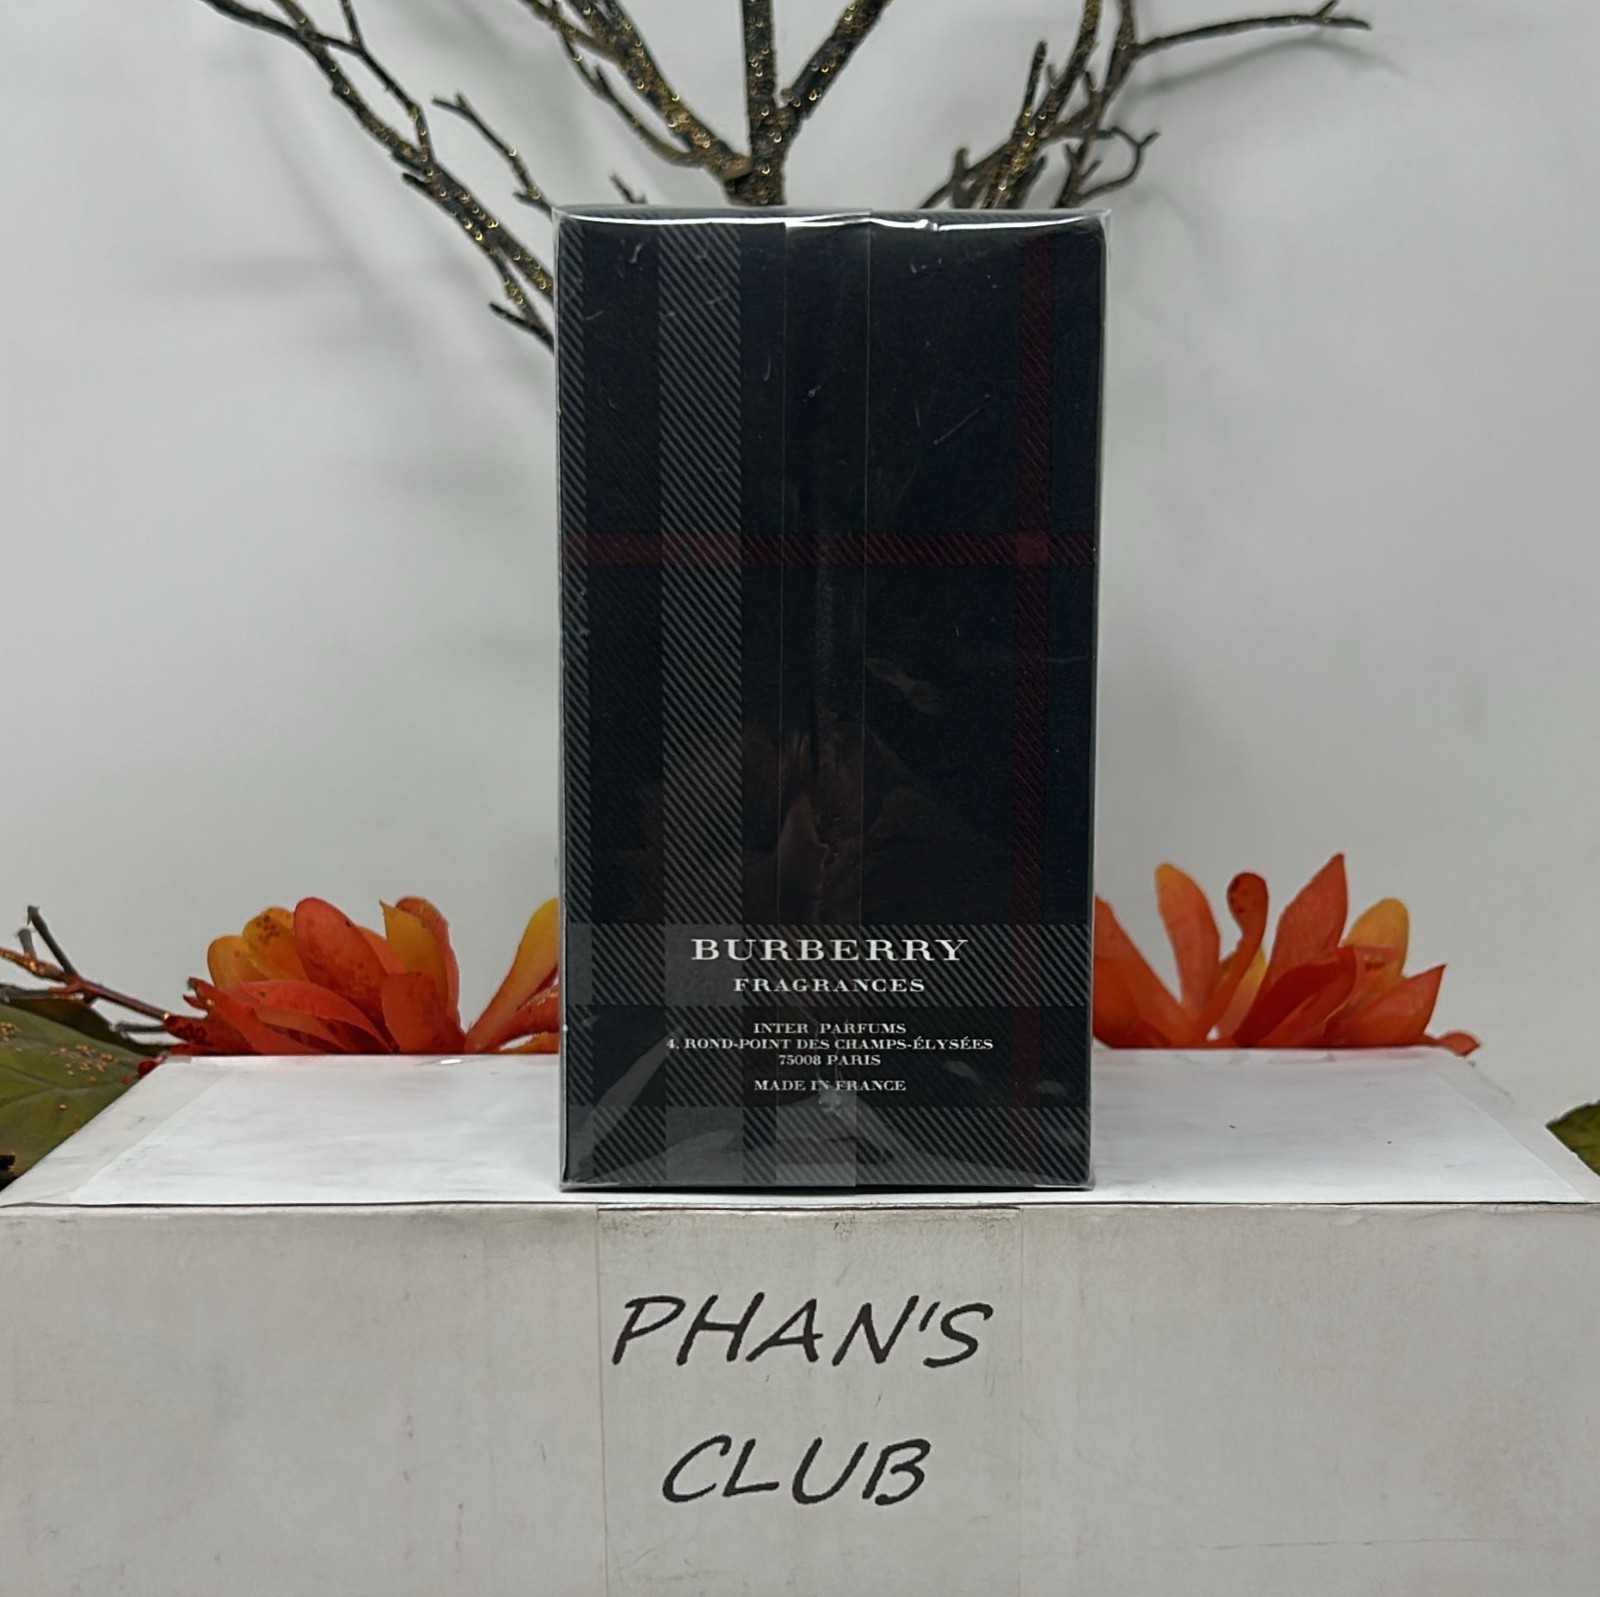 BURBERRY
FRAGRANCES
INTER PARFUMS
4, ROND-POINT DES CHAMPS-ÉLYSÉES
75008 PARIS
MADE IN FRANCE
PHAN'S
CLUB